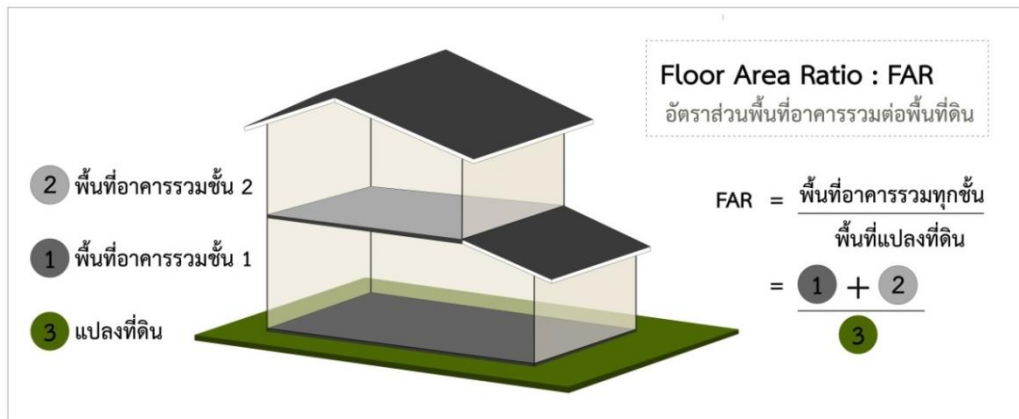 Floor Area Ratio : FAR
อัตราส่วนพื้นที่อาคารรวมต่อพื้นที่ดิน
2 พื้นที่อาคารรวมชั้น 2
1 พื้นที่อาคารรวมชั้น 1
3 แปลงที่ดิน
FAR = พื้นที่อาคารรวมทุกชั้น
พื้นที่แปลงที่ดิน
= 1 + 2
3